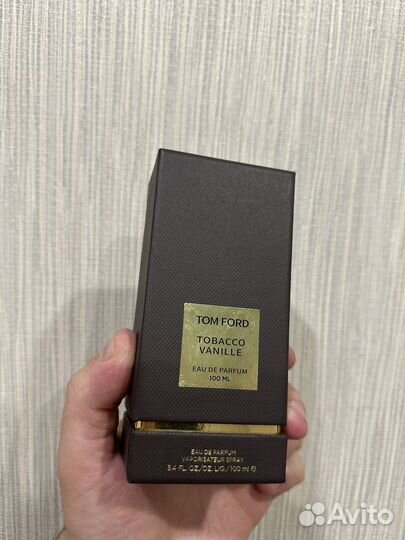 TOM FORD
TOBACCO
VANILLE
EAU DE PARFUM
100 ML
EAU DE PARFUM
VAPORISATEUR SPRAY
3.4 FL. OZ./OZ. LIQ./100 ml ℮
Avito